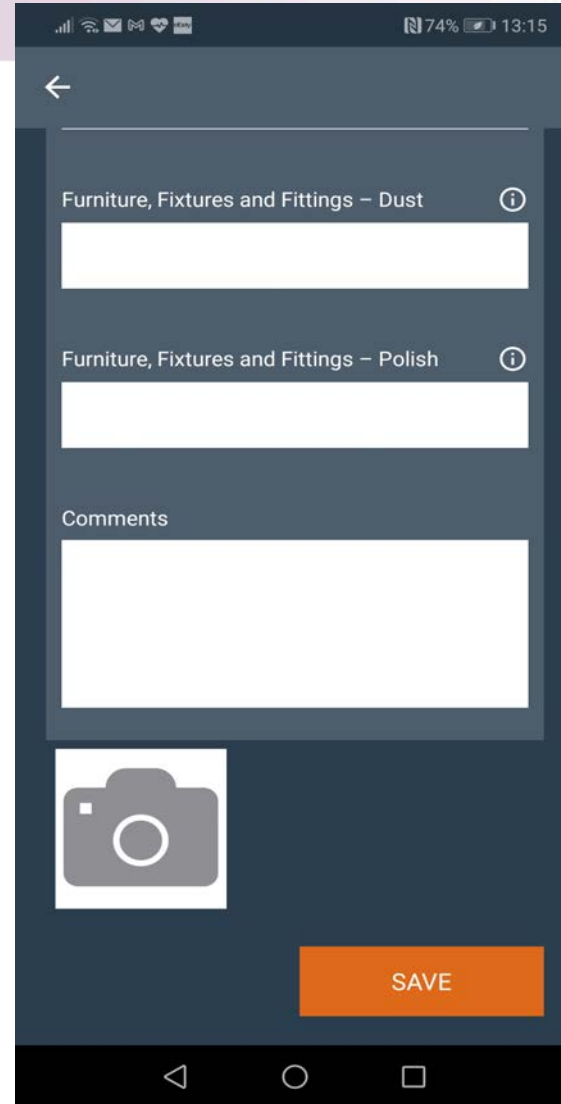 74% 13:15
Furniture, Fixtures and Fittings – Dust
Furniture, Fixtures and Fittings – Polish
Comments
SAVE